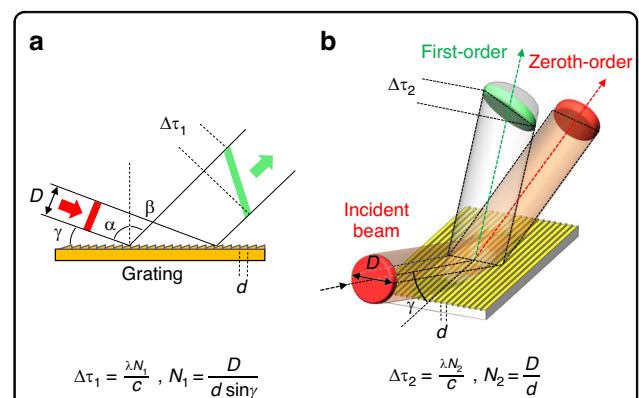 a
Δτ₁
D
α
β
γ
Grating
d
Δτ₁ = λN₁/c , N₁ = D/(d sinγ)
b
First-order
Zeroth-order
Δτ₂
Incident
beam
D
γ
d
Δτ₂ = λN₂/c , N₂ = D/d